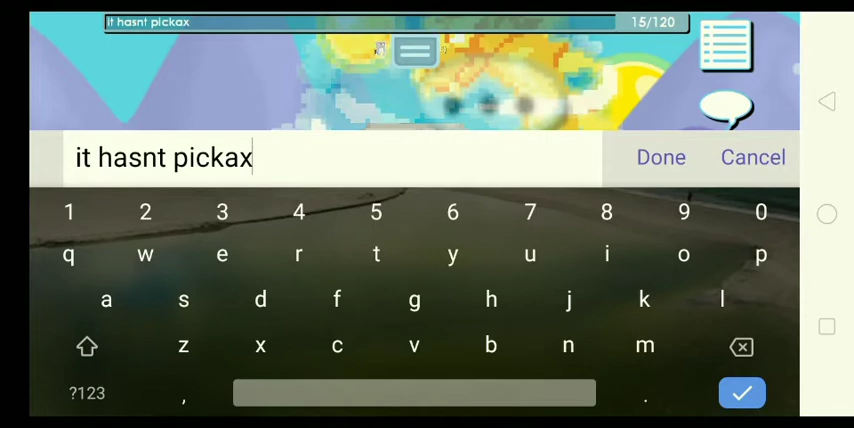 it hasnt pickax
15/120
it hasnt pickax
Done
Cancel
1 2 3 4 5 6 7 8 9 0
q w e r t y u i o p
a s d f g h j k l
z x c v b n m
?123 , .